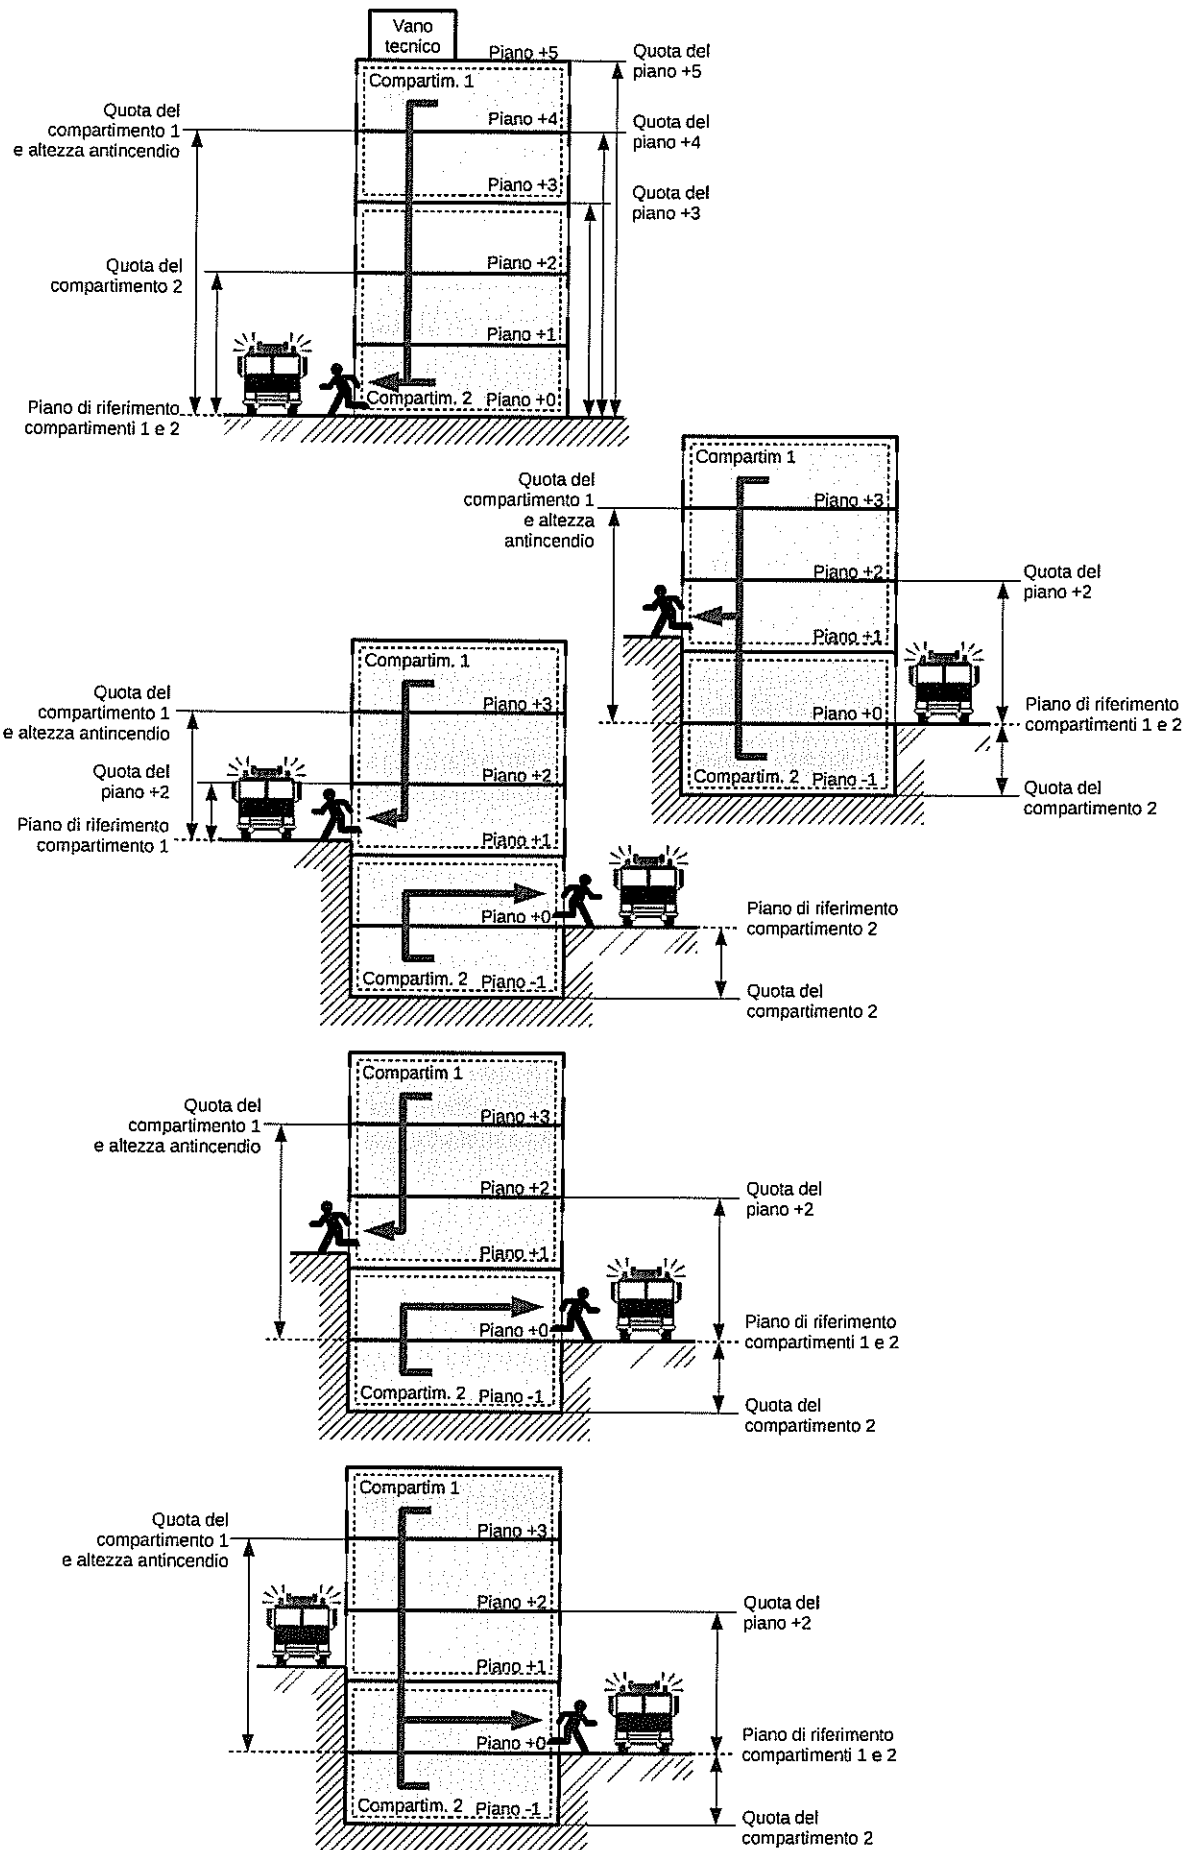 Vano
tecnico
Piano +5
Quota del
piano +5
Compartim. 1
Quota del
compartimento 1
e altezza antincendio
Piano +4
Quota del
piano +4
Piano +3
Quota del
piano +3
Quota del
compartimento 2
Piano +2
Piano +1
Piano di riferimento
compartimenti 1 e 2
Compartim. 2
Piano +0
Compartim 1
Quota del
compartimento 1
e altezza
antincendio
Piano +3
Piano +2
Quota del
piano +2
Piano +1
Piano +0
Piano di riferimento
compartimenti 1 e 2
Compartim. 2
Piano -1
Quota del
compartimento 2
Compartim. 1
Quota del
compartimento 1
e altezza antincendio
Piano +3
Quota del
piano +2
Piano +2
Piano di riferimento
compartimento 1
Piano +1
Piano +0
Piano di riferimento
compartimento 2
Compartim. 2
Piano -1
Quota del
compartimento 2
Compartim 1
Quota del
compartimento 1
e altezza antincendio
Piano +3
Piano +2
Quota del
piano +2
Piano +1
Piano +0
Piano di riferimento
compartimenti 1 e 2
Compartim. 2
Piano -1
Quota del
compartimento 2
Compartim 1
Quota del
compartimento 1
e altezza antincendio
Piano +3
Piano +2
Quota del
piano +2
Piano +1
Piano +0
Piano di riferimento
compartimenti 1 e 2
Compartim. 2
Piano -1
Quota del
compartimento 2